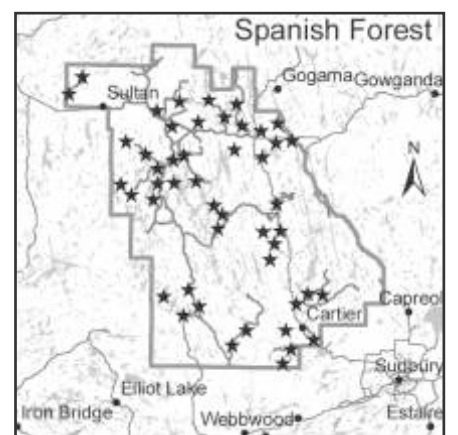 Spanish Forest
Gogama
Gowganda
Sultan
N
Capreol
Cartier
Sudbury
Elliot Lake
Iron Bridge
Webbwood
Estaire